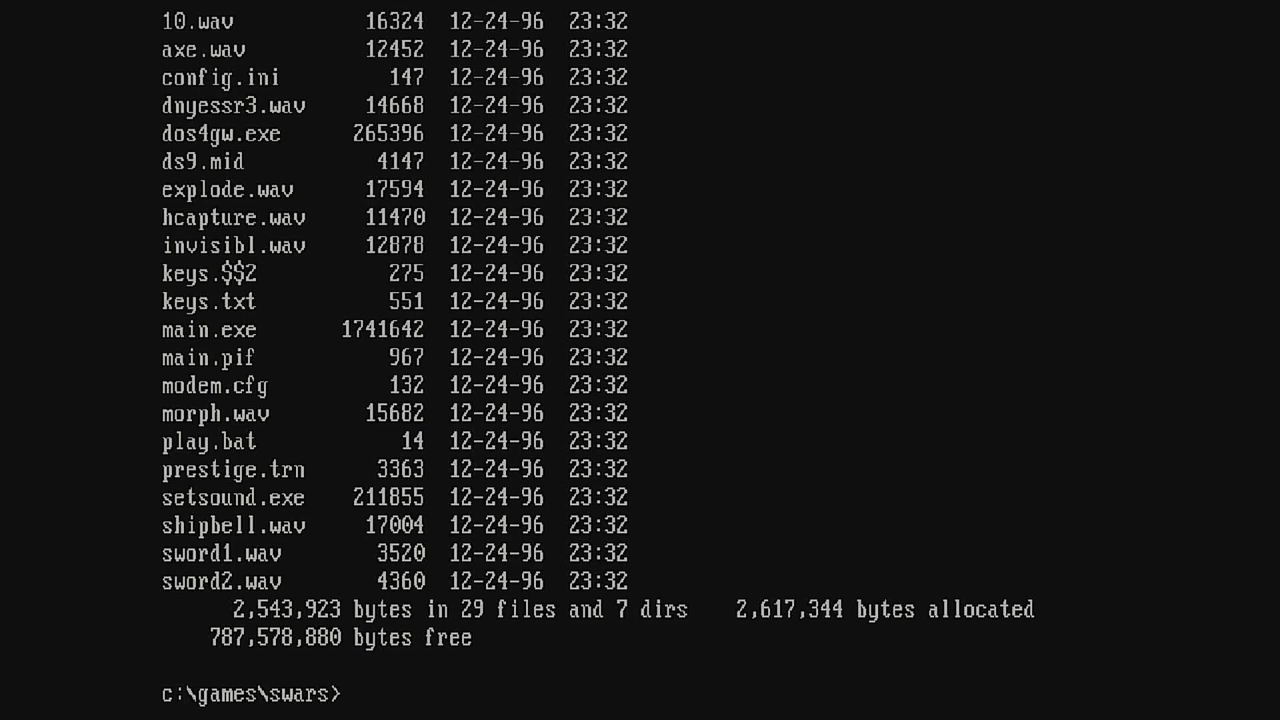 10.wav           16324  12-24-96  23:32
axe.wav          12452  12-24-96  23:32
config.ini         147  12-24-96  23:32
dnyessr3.wav     14668  12-24-96  23:32
dos4gw.exe      265396  12-24-96  23:32
ds9.mid           4147  12-24-96  23:32
explode.wav      17594  12-24-96  23:32
hcapture.wav     11470  12-24-96  23:32
invisibl.wav     12878  12-24-96  23:32
keys.$$2           275  12-24-96  23:32
keys.txt           551  12-24-96  23:32
main.exe       1741642  12-24-96  23:32
main.pif           967  12-24-96  23:32
modem.cfg          132  12-24-96  23:32
morph.wav        15682  12-24-96  23:32
play.bat            14  12-24-96  23:32
prestige.trn      3363  12-24-96  23:32
setsound.exe    211855  12-24-96  23:32
shipbell.wav     17004  12-24-96  23:32
sword1.wav        3520  12-24-96  23:32
sword2.wav        4360  12-24-96  23:32
      2,543,923 bytes in 29 files and 7 dirs    2,617,344 bytes allocated
    787,578,880 bytes free
c:\games\swars>